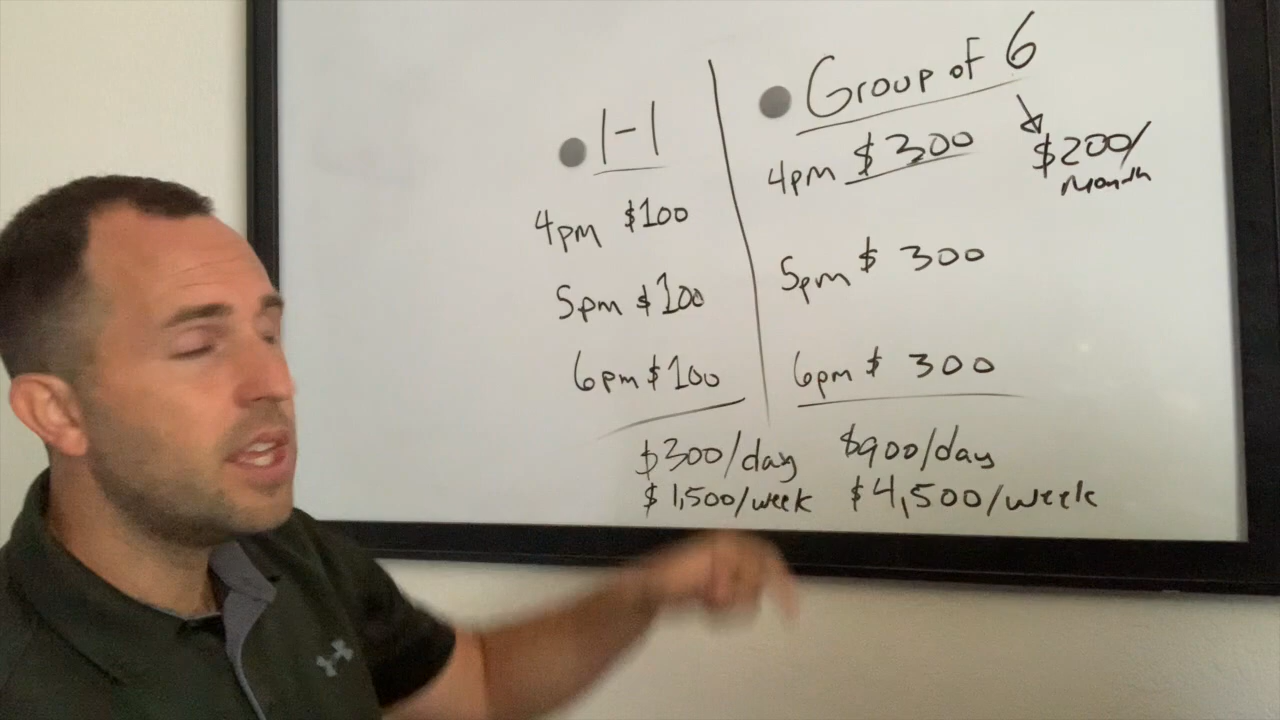 1-1
4pm $100
5pm $100
6pm $100
$300/day
$1,500/week
Group of 6
$200/
Month
4pm $300
5pm $ 300
6pm $ 300
$900/day
$4,500/week